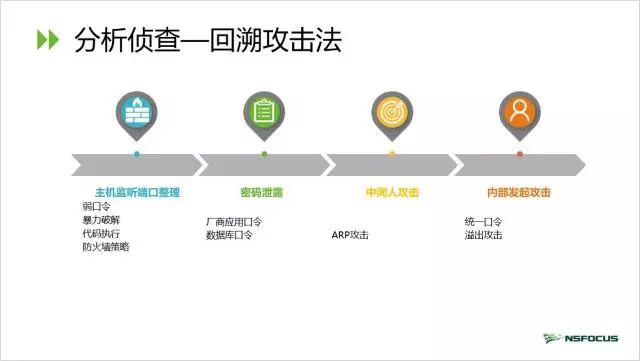 分析侦查—回溯攻击法
主机监听端口整理
弱口令
暴力破解
代码执行
防火墙策略
密码泄露
厂商应用口令
数据库口令
中间人攻击
ARP攻击
内部发起攻击
统一口令
溢出攻击
NSFOCUS